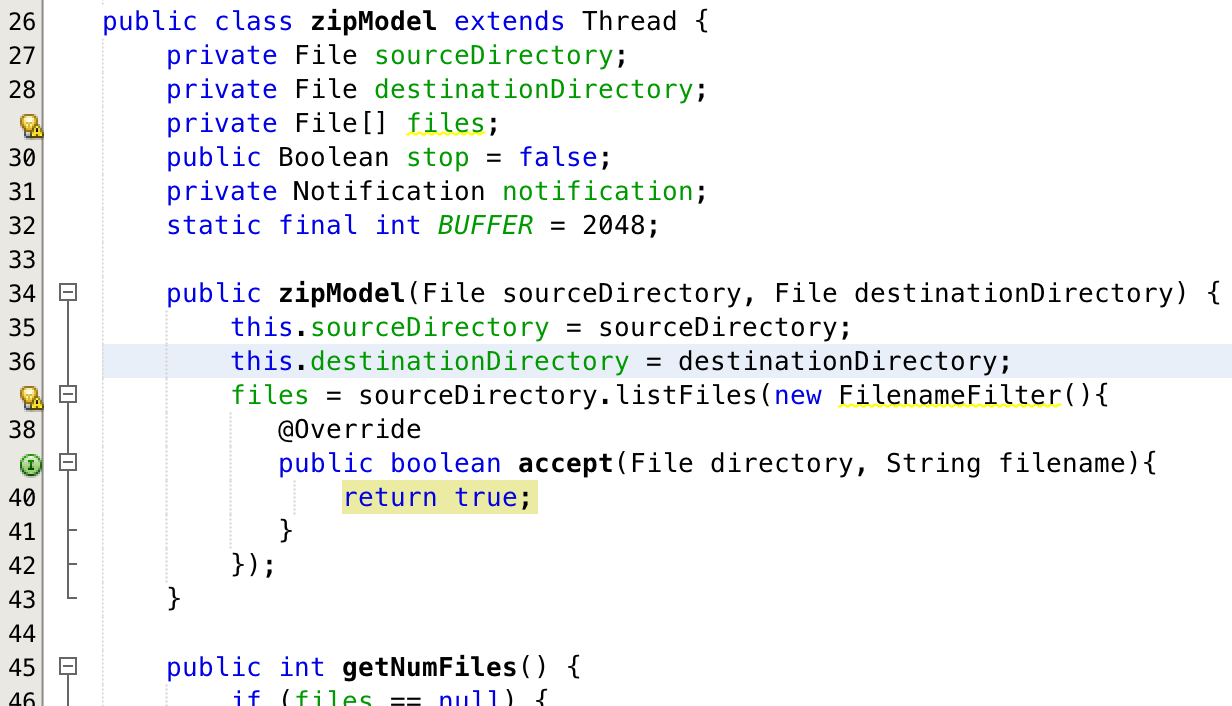 26 public class zipModel extends Thread {
27 private File sourceDirectory;
28 private File destinationDirectory;
private File[] files;
30 public Boolean stop = false;
31 private Notification notification;
32 static final int BUFFER = 2048;
33
34 public zipModel(File sourceDirectory, File destinationDirectory) {
35 this.sourceDirectory = sourceDirectory;
36 this.destinationDirectory = destinationDirectory;
files = sourceDirectory.listFiles(new FilenameFilter(){
38 @Override
public boolean accept(File directory, String filename){
40 return true;
41 }
42 });
43 }
44
45 public int getNumFiles() {
46 if (files == null) {